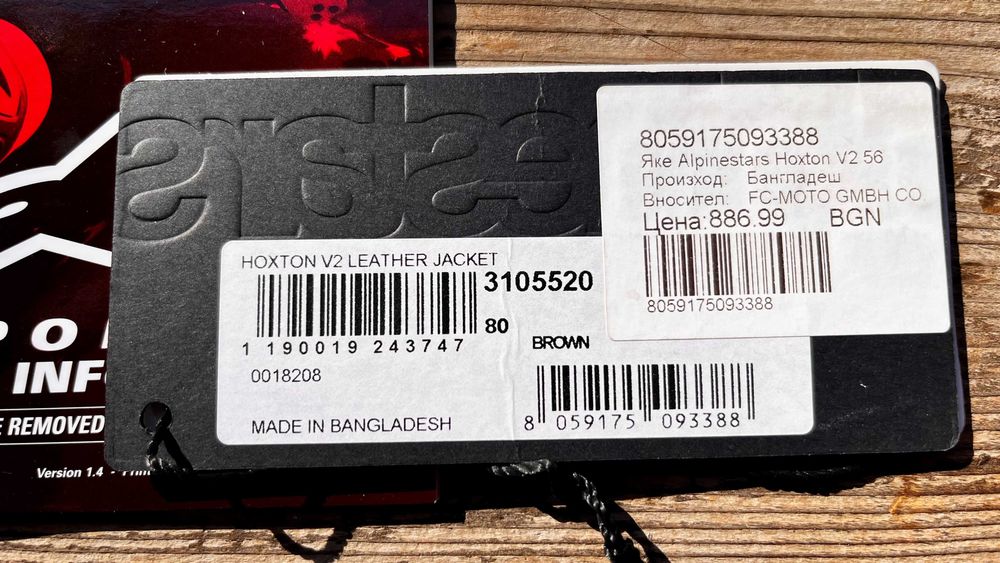 8059175093388
Яке Alpinestars Hoxton V2 56
Произход: Бангладеш
Вносител: FC-MOTO GMBH CO
Цена:886.99 BGN
8059175093388
HOXTON V2 LEATHER JACKET
3105520
80
BROWN
1 190019 243747
0018208
8 059175 093388
MADE IN BANGLADESH
REMOVED
Version 1.4 -